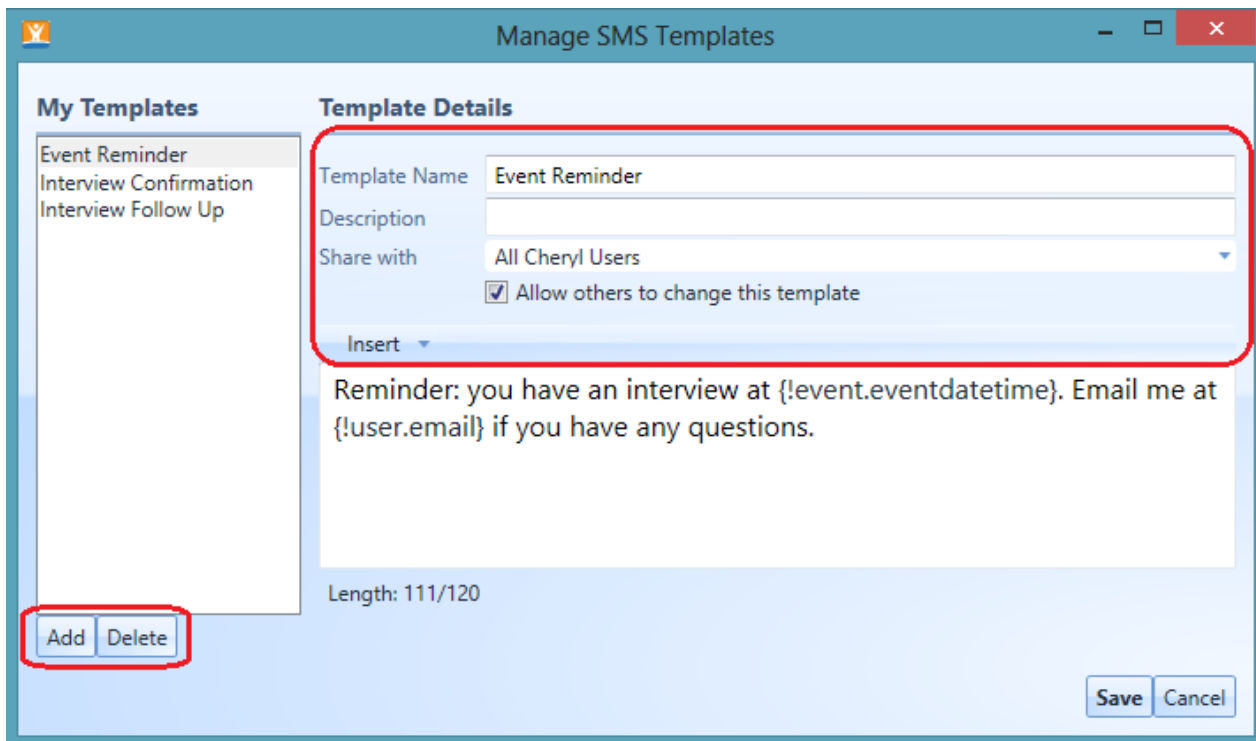 Manage SMS Templates
My Templates
Event Reminder
Interview Confirmation
Interview Follow Up
Add Delete
Template Details
Template Name Event Reminder
Description
Share with All Cheryl Users
Allow others to change this template
Insert
Reminder: you have an interview at {!event.eventdatetime}. Email me at
{!user.email} if you have any questions.
Length: 111/120
Save Cancel